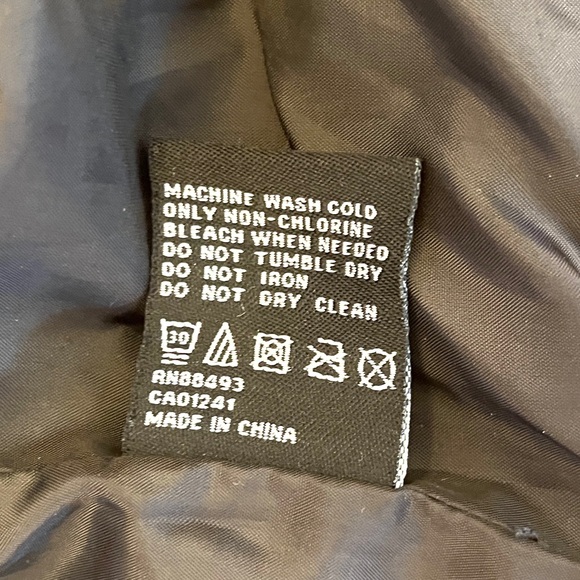 MACHINE WASH COLD
ONLY NON-CHLORINE
BLEACH WHEN NEEDED
DO NOT TUMBLE DRY
DO NOT IRON
DO NOT DRY CLEAN
30
RN88493
CA01241
MADE IN CHINA